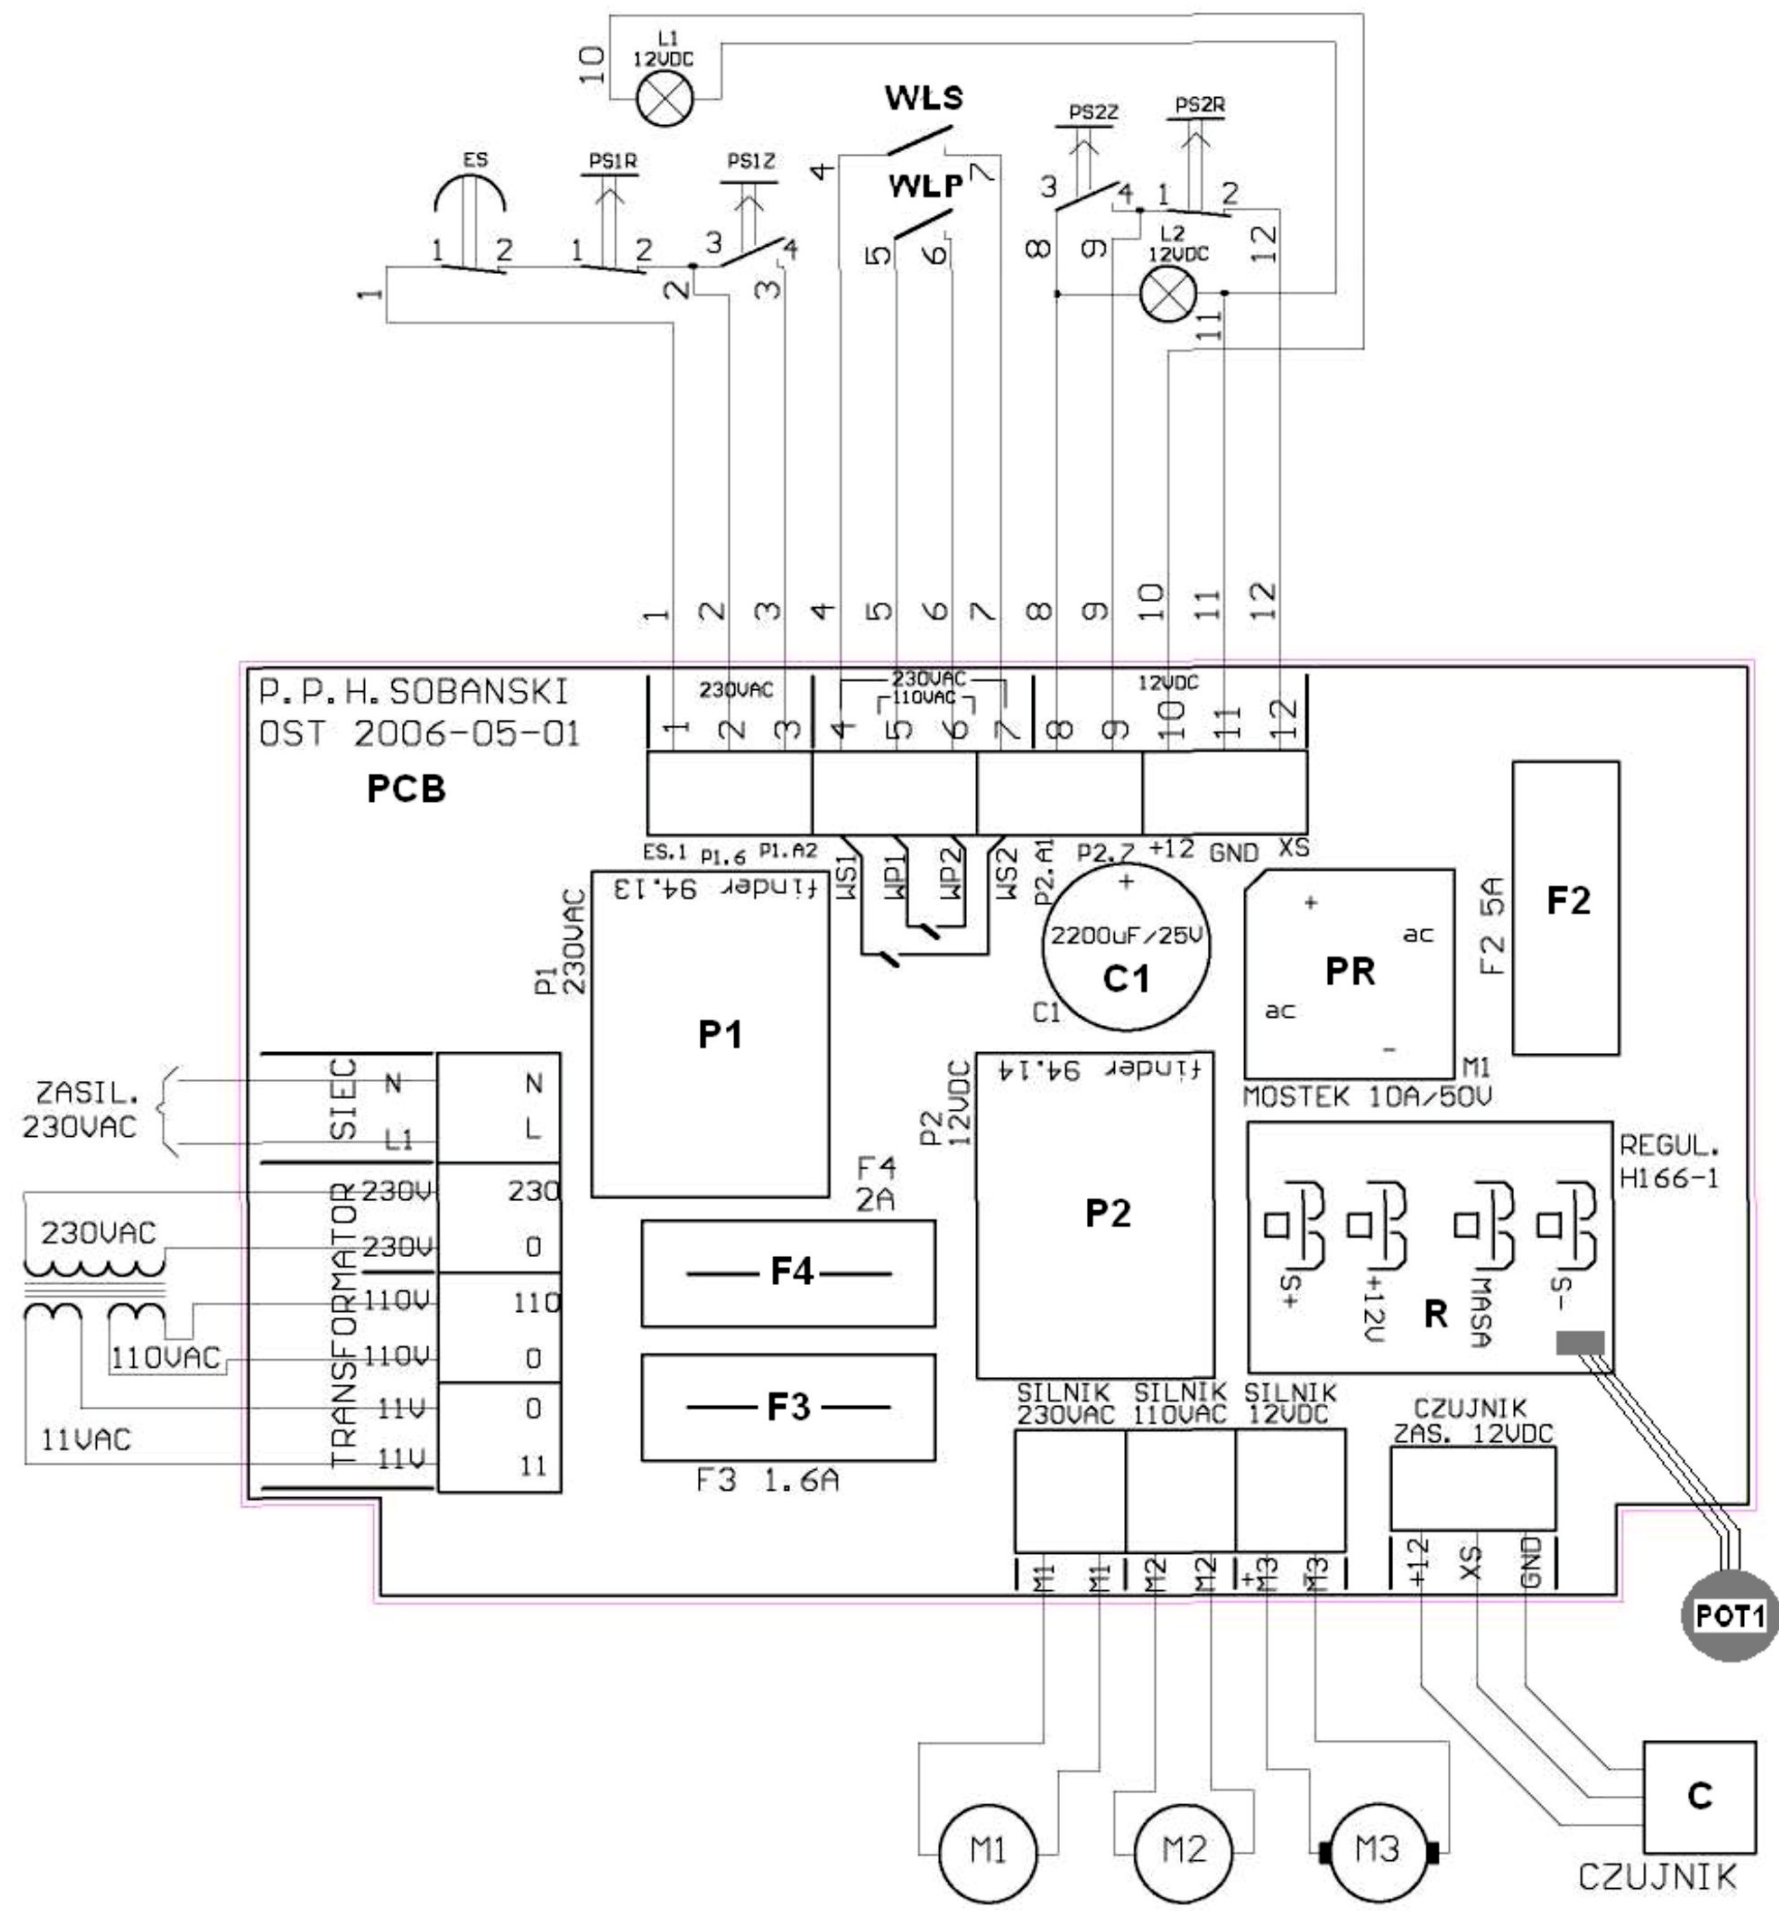 L1
12VDC
10
WLS
PS2Z
PS2R
ES
PS1R
PS1Z
4
7
WLP
3
4
1
2
1
2
1
2
3
4
5
6
8
9
L2
12VDC
12
1
2
3
11
1
2
3
4
5
6
7
8
9
10
11
12
P.P.H.SOBANSKI
OST 2006-05-01
PCB
230VAC
230VAC
110VAC
12VDC
1
2
3
4
5
6
7
8
9
10
11
12
ES.1
P1.6
P1.A2
WS1
WP1
WP2
WS2
P2.A1
P2.7
+12
GND
XS
finder 94.13
P1
230VAC
P1
+
2200uF/25V
C1
C1
+
ac
PR
ac
-
M1
MOSTEK 10A/50V
F2 5A
F2
ZASIL.
230VAC
SIEC
N
N
L1
L
TRANSFORMATOR
230V
230
230VAC
230V
0
110V
110
110VAC
110V
0
11V
0
11VAC
11V
11
F4
2A
F4
F3
F3 1.6A
finder 94.14
P2
12VDC
P2
REGUL.
H166-1
S+
+12V
MASA
S-
R
SILNIK
230VAC
SILNIK
110VAC
SILNIK
12VDC
CZUJNIK
ZAS. 12VDC
M1
M1
M2
M2
+M3
-M3
+12
XS
GND
POT1
M1
M2
M3
C
CZUJNIK